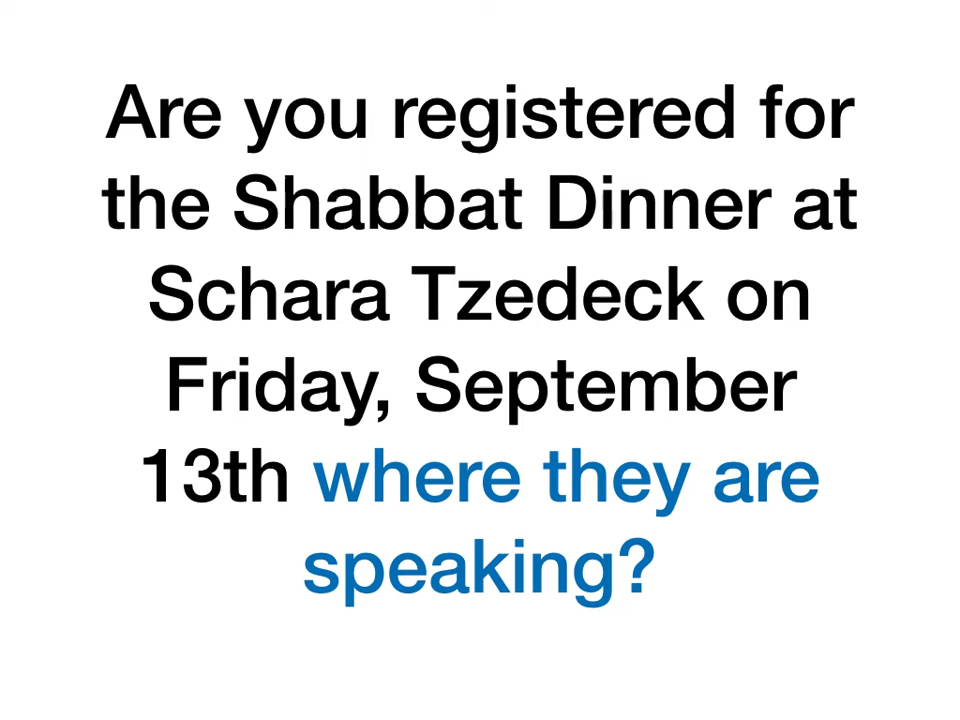 Are you registered for
the Shabbat Dinner at
Schara Tzedeck on
Friday, September
13th where they are
speaking?